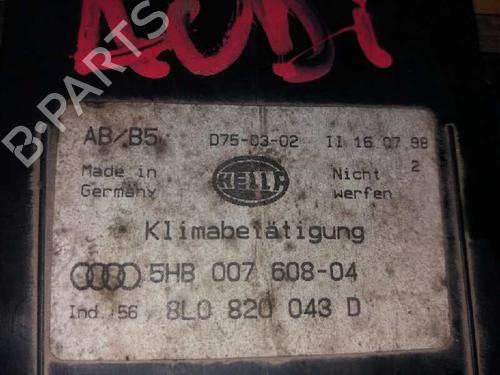 AUDI
B-PARTS
AB/B5 D75-03-02 II 16 07 98
Made in Germany HELLA Nicht werfen 2
Klimabetätigung
5HB 007 608-04
Ind. 56 8L0 820 043 D